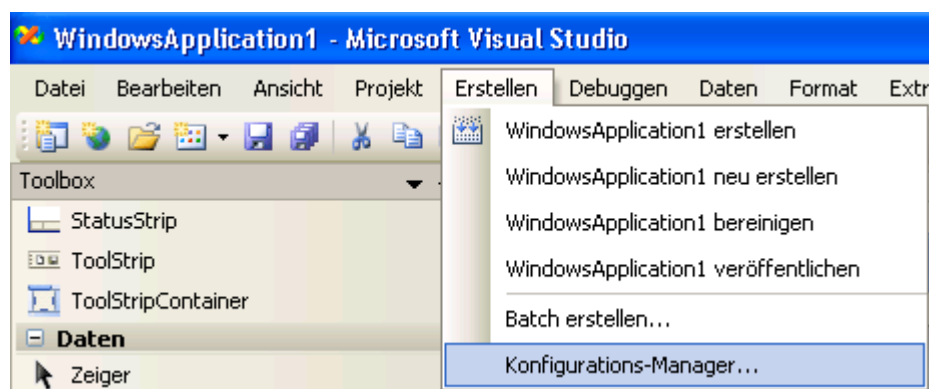 WindowsApplication1 - Microsoft Visual Studio
Datei Bearbeiten Ansicht Projekt Erstellen Debuggen Daten Format Extr
WindowsApplication1 erstellen
WindowsApplication1 neu erstellen
WindowsApplication1 bereinigen
WindowsApplication1 veröffentlichen
Batch erstellen...
Konfigurations-Manager...
Toolbox
StatusStrip
ToolStrip
ToolStripContainer
Daten
Zeiger